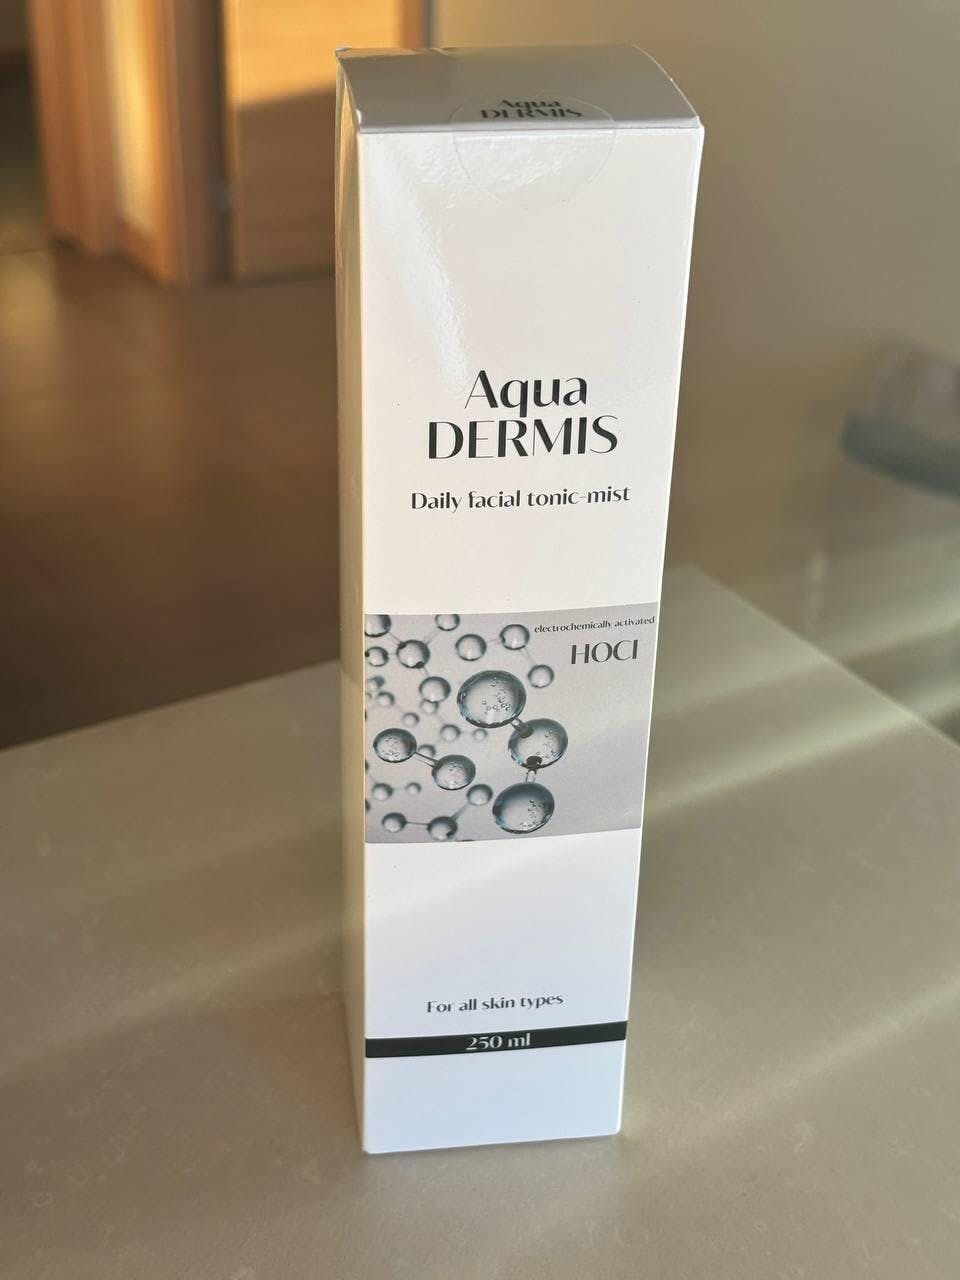 Aqua
DERMIS
Aqua
DERMIS
Daily facial tonic-mist
electrochemically activated
HOCl
For all skin types
250 ml